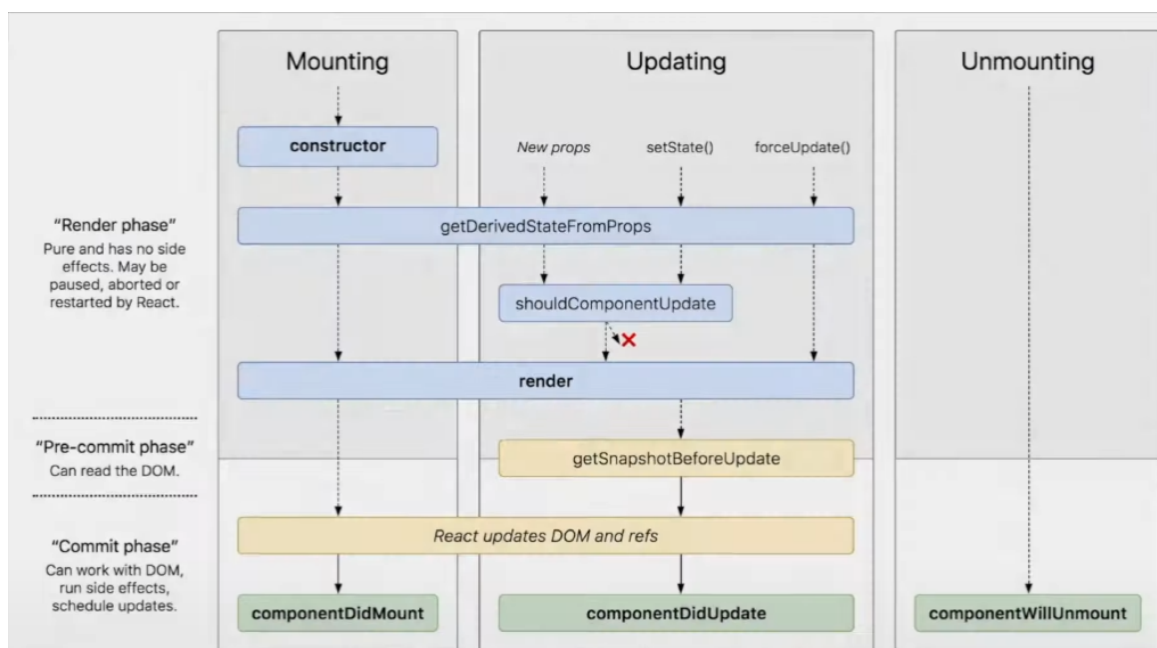 Mounting
Updating
Unmounting
constructor
New props
setState()
forceUpdate()
"Render phase"
Pure and has no side
effects. May be
paused, aborted or
restarted by React.
getDerivedStateFromProps
shouldComponentUpdate
render
"Pre-commit phase"
Can read the DOM.
getSnapshotBeforeUpdate
"Commit phase"
Can work with DOM,
run side effects,
schedule updates.
React updates DOM and refs
componentDidMount
componentDidUpdate
componentWillUnmount